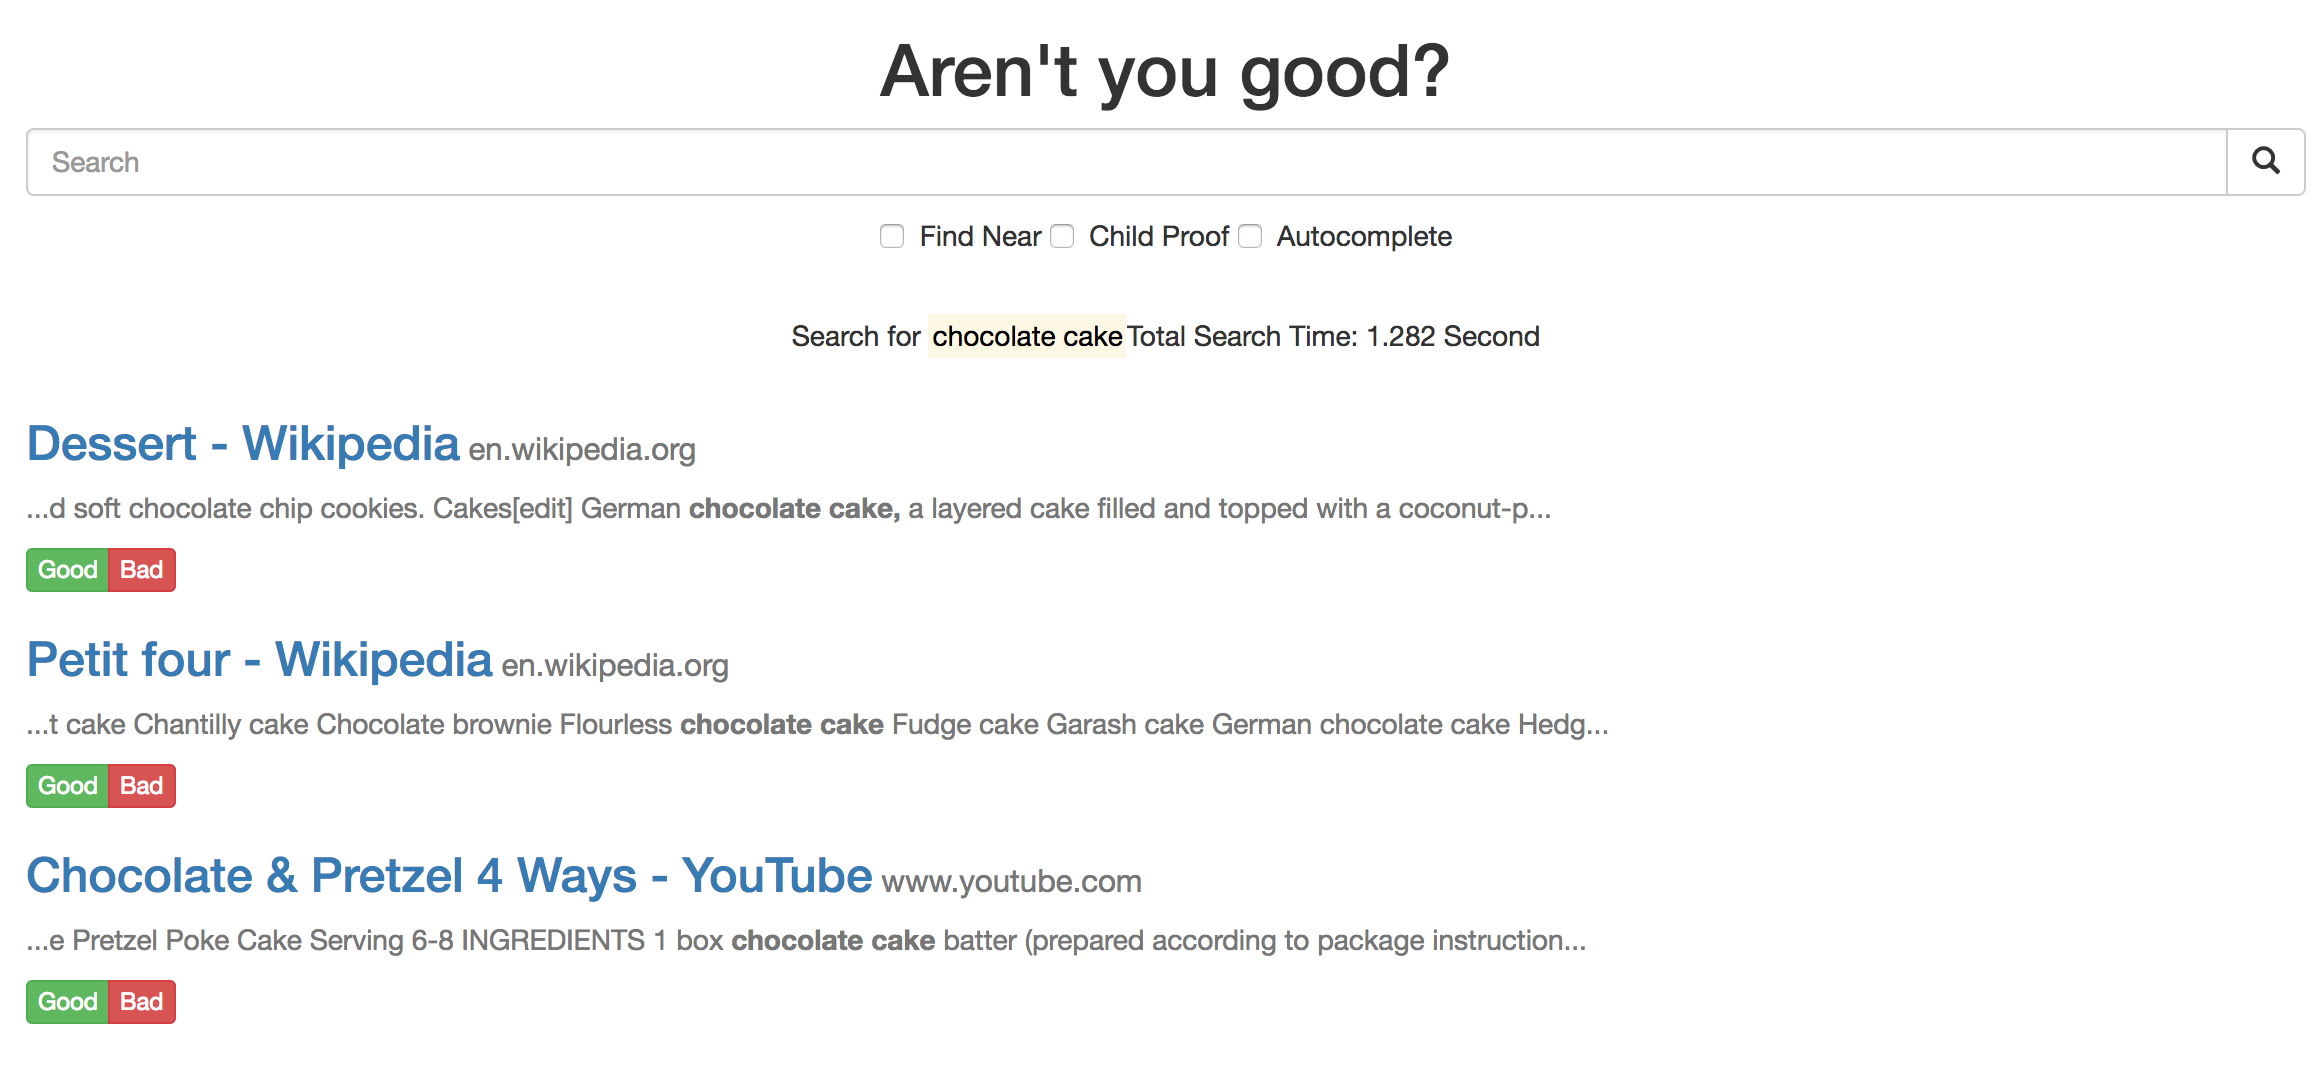 Aren't you good?
Search
Find Near Child Proof Autocomplete
Search for chocolate cake Total Search Time: 1.282 Second
Dessert - Wikipedia en.wikipedia.org
...d soft chocolate chip cookies. Cakes[edit] German chocolate cake, a layered cake filled and topped with a coconut-p...
Good Bad
Petit four - Wikipedia en.wikipedia.org
...t cake Chantilly cake Chocolate brownie Flourless chocolate cake Fudge cake Garash cake German chocolate cake Hedg...
Good Bad
Chocolate & Pretzel 4 Ways - YouTube www.youtube.com
...e Pretzel Poke Cake Serving 6-8 INGREDIENTS 1 box chocolate cake batter (prepared according to package instruction...
Good Bad